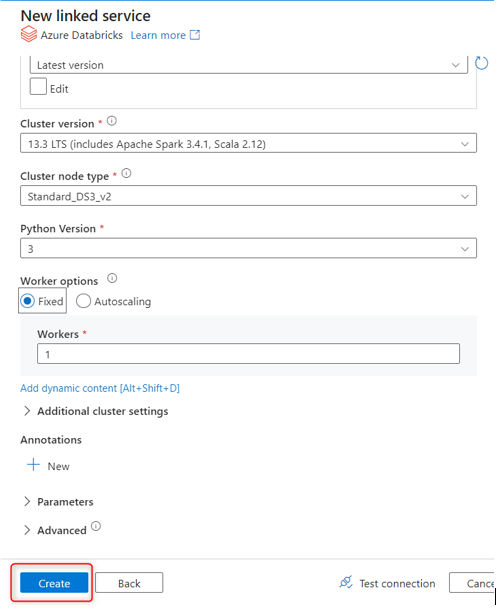 New linked service
Azure Databricks Learn more
Latest version
Edit
Cluster version *
13.3 LTS (includes Apache Spark 3.4.1, Scala 2.12)
Cluster node type *
Standard_DS3_v2
Python Version *
3
Worker options
Fixed Autoscaling
Workers *
1
Add dynamic content [Alt+Shift+D]
Additional cluster settings
Annotations
New
Parameters
Advanced
Create Back Test connection Cance